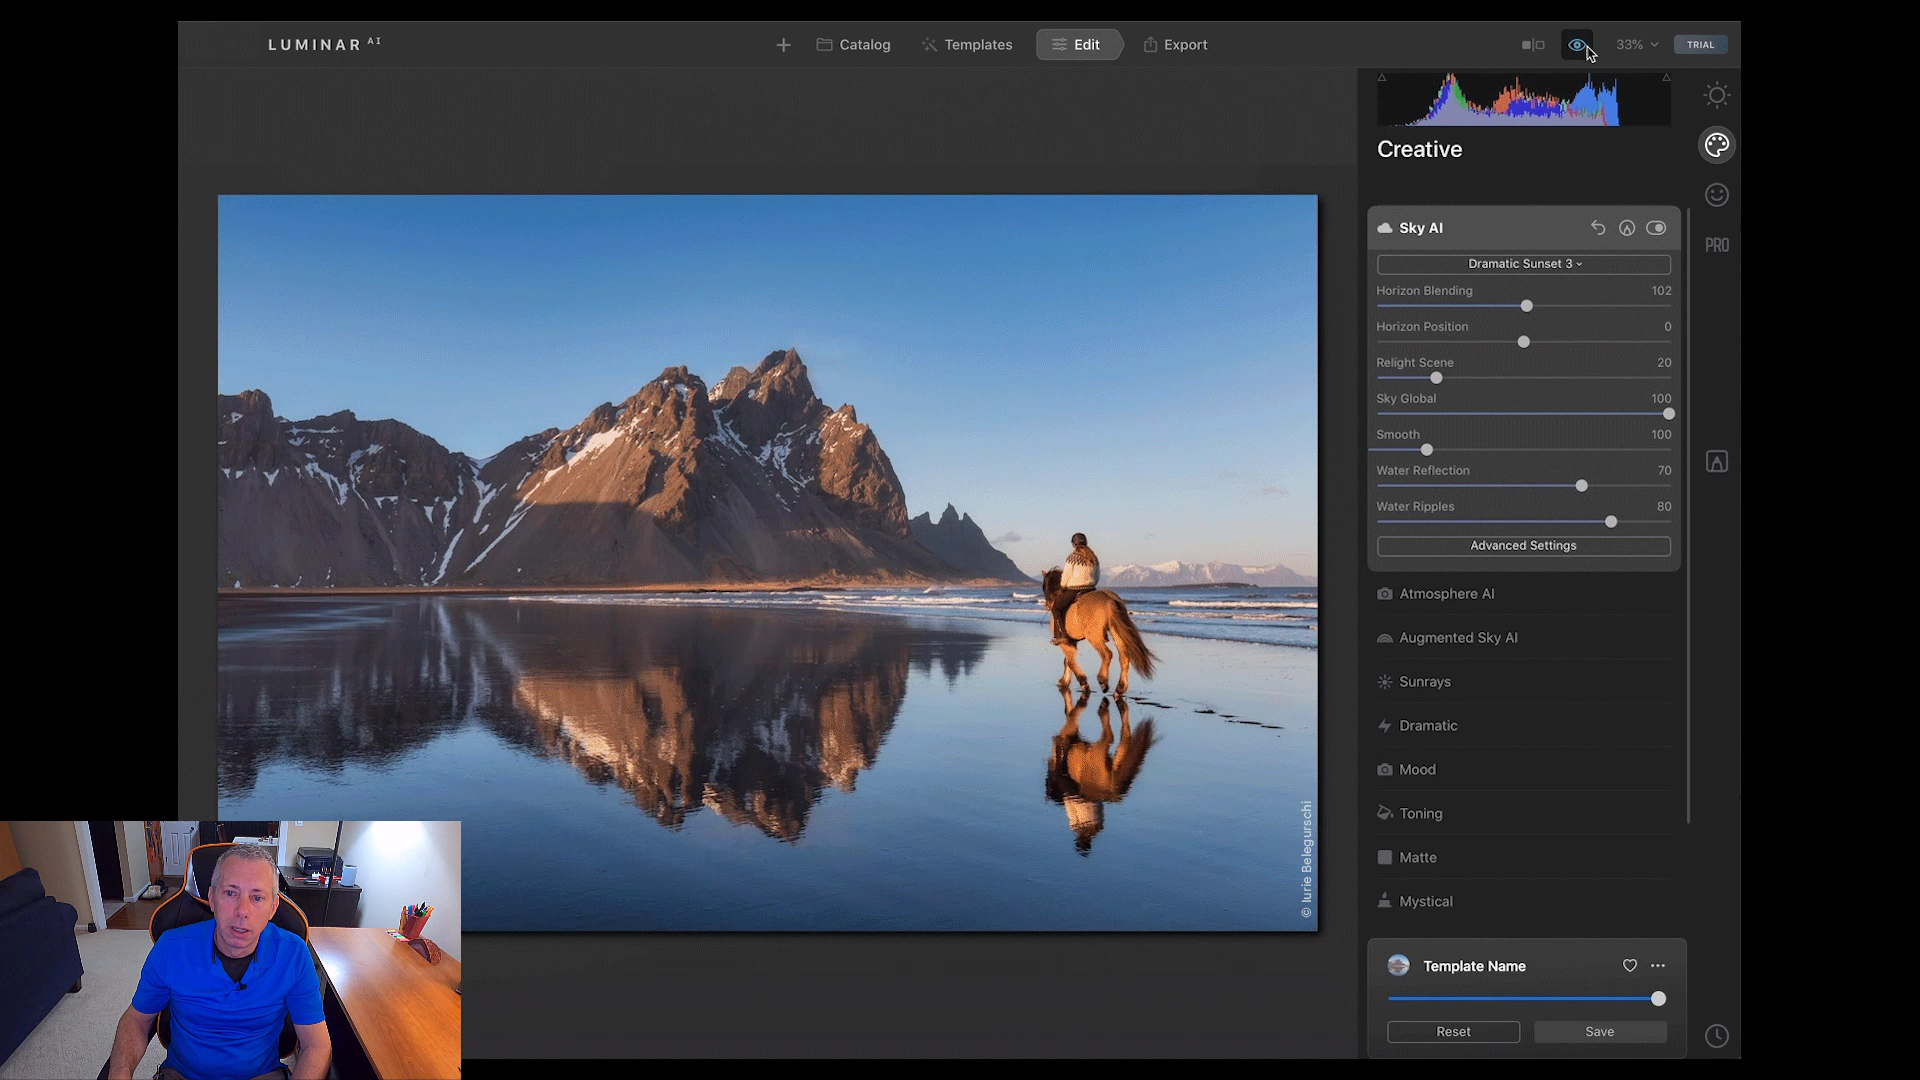 LUMINAR AI
Catalog
Templates
Edit
Export
33%
TRIAL
Creative
PRO
Sky AI
Dramatic Sunset 3
Horizon Blending 102
Horizon Position 0
Relight Scene 20
Sky Global 100
Smooth 100
Water Reflection 70
Water Ripples 80
Advanced Settings
Atmosphere AI
Augmented Sky AI
Sunrays
Dramatic
Mood
Toning
Matte
Mystical
Template Name
Reset
Save
© Iurie Belegurschi